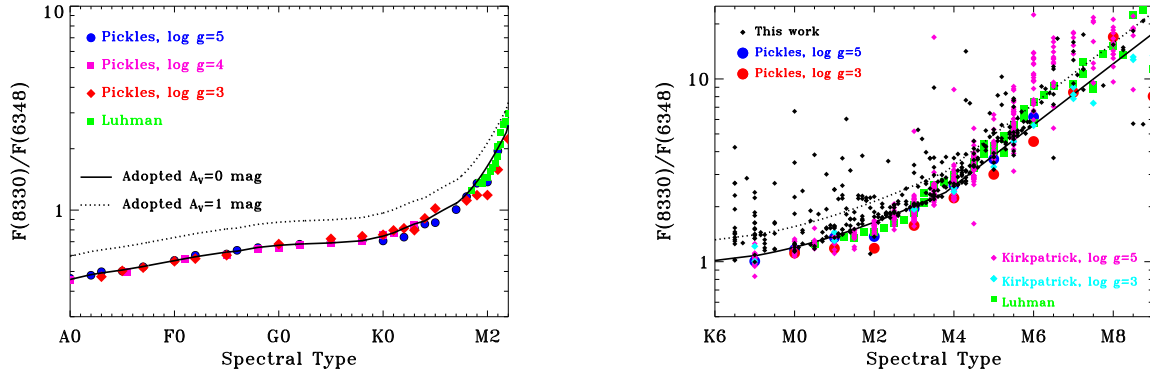 10
Pickles, log g=5
Pickles, log g=4
Pickles, log g=3
Luhman
F(8330)/F(6348)
Adopted A_V=0 mag
Adopted A_V=1 mag
1
A0 F0 G0 K0 M2
Spectral Type
This work
Pickles, log g=5
Pickles, log g=3
10
F(8330)/F(6348)
Kirkpatrick, log g=5
Kirkpatrick, log g=3
Luhman
1
K6 M0 M2 M4 M6 M8
Spectral Type